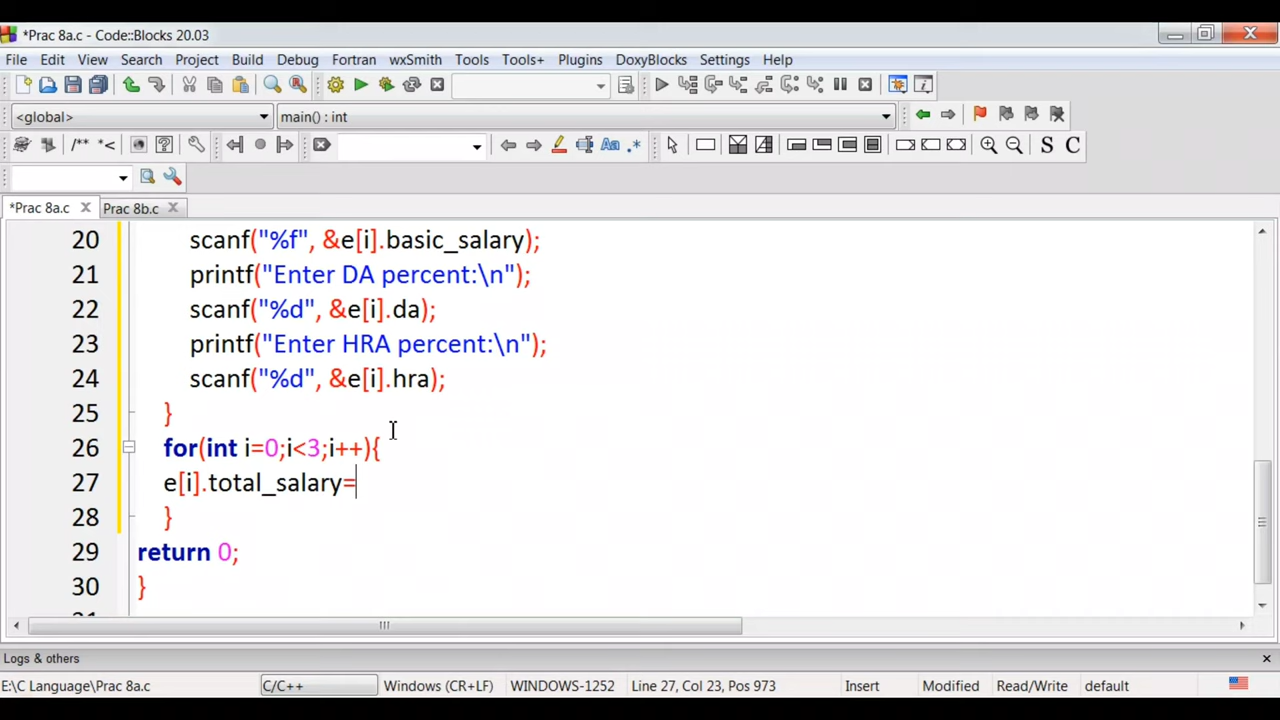 *Prac 8a.c - Code::Blocks 20.03
File Edit View Search Project Build Debug Fortran wxSmith Tools Tools+ Plugins DoxyBlocks Settings Help
<global> main() : int
/** *< Aa .* S C
*Prac 8a.c Prac 8b.c
20 scanf("%f", &e[i].basic_salary);
21 printf("Enter DA percent:\n");
22 scanf("%d", &e[i].da);
23 printf("Enter HRA percent:\n");
24 scanf("%d", &e[i].hra);
25 }
26 for(int i=0;i<3;i++){
27 e[i].total_salary=
28 }
29 return 0;
30 }
Logs & others
E:\C Language\Prac 8a.c C/C++ Windows (CR+LF) WINDOWS-1252 Line 27, Col 23, Pos 973 Insert Modified Read/Write default